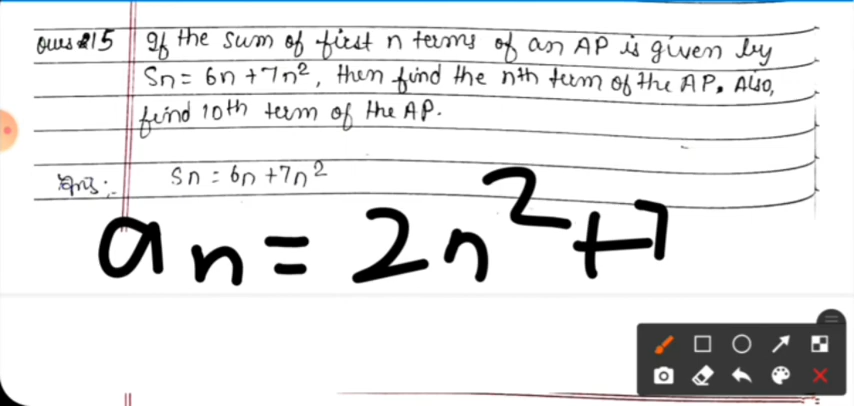 Ques 15 If the sum of first n terms of an AP is given by
Sn = 6n + 7n², then find the nth term of the AP. Also,
find 10th term of the AP.
Ans:- Sn = 6n + 7n²
an = 2n² + 7